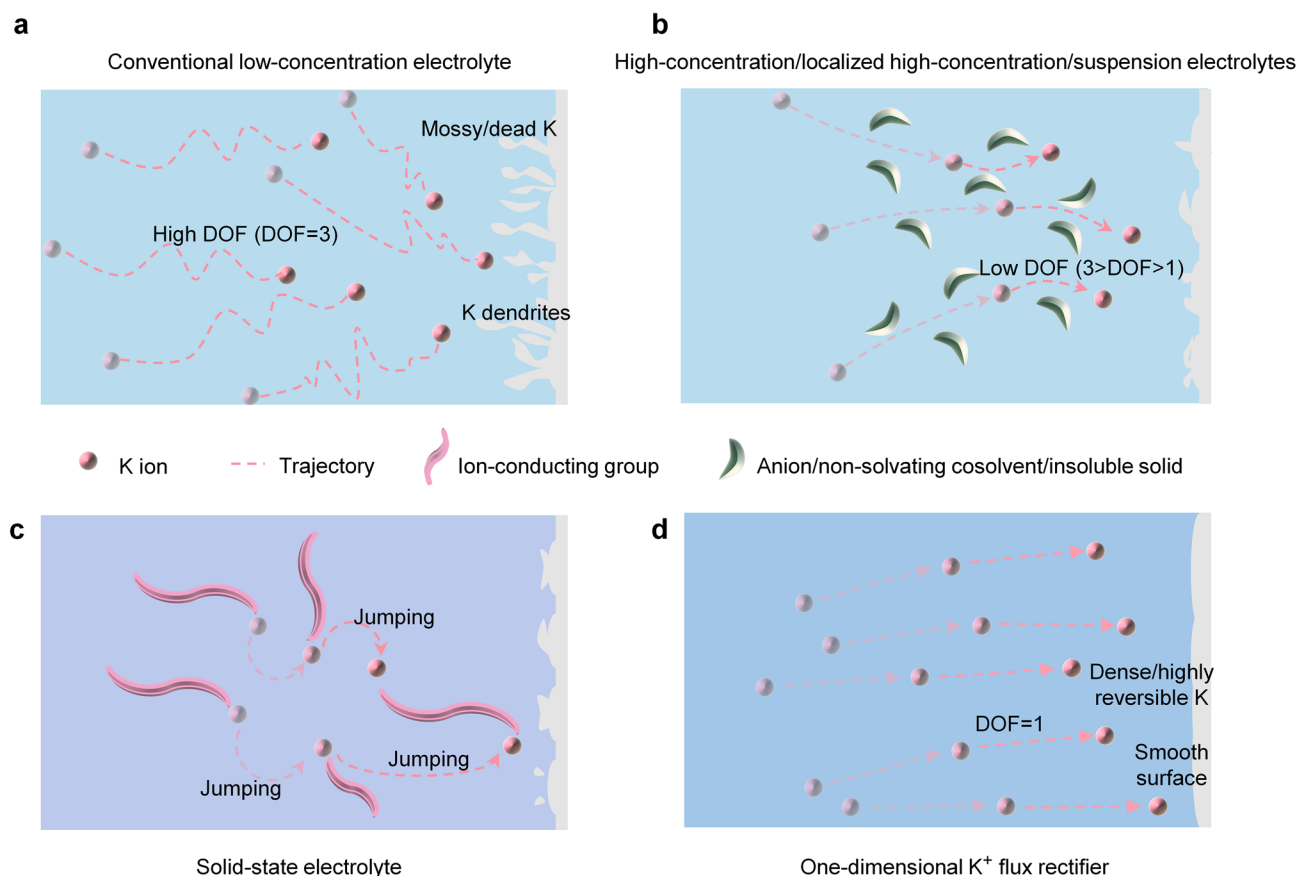 a
Conventional low-concentration electrolyte
Mossy/dead K
High DOF (DOF=3)
K dendrites
b
High-concentration/localized high-concentration/suspension electrolytes
Low DOF (3>DOF>1)
K ion
Trajectory
Ion-conducting group
Anion/non-solvating cosolvent/insoluble solid
c
Jumping
Jumping
Jumping
Solid-state electrolyte
d
Dense/highly
reversible K
DOF=1
Smooth
surface
One-dimensional K⁺ flux rectifier